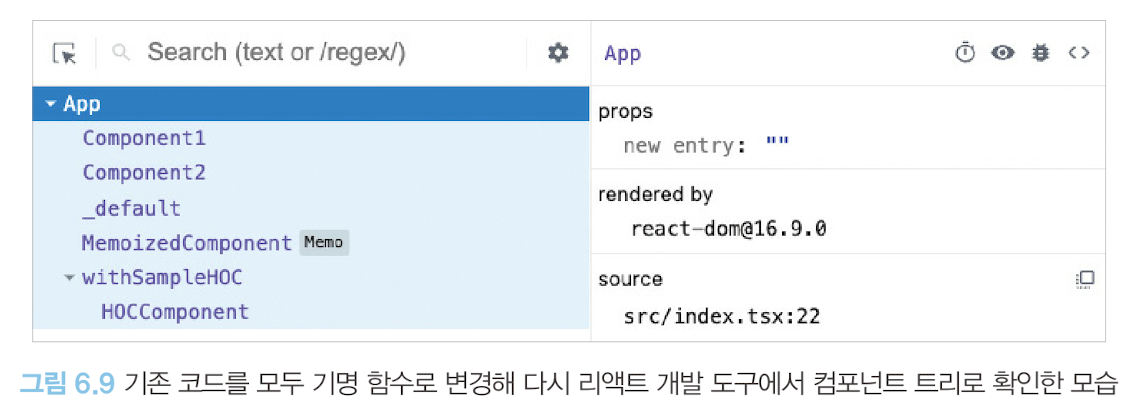 Search (text or /regex/)
App
App
Component1
Component2
_default
MemoizedComponent Memo
withSampleHOC
HOCComponent
props
new entry: ""
rendered by
react-dom@16.9.0
source
src/index.tsx:22
그림 6.9 기존 코드를 모두 기명 함수로 변경해 다시 리액트 개발 도구에서 컴포넌트 트리로 확인한 모습